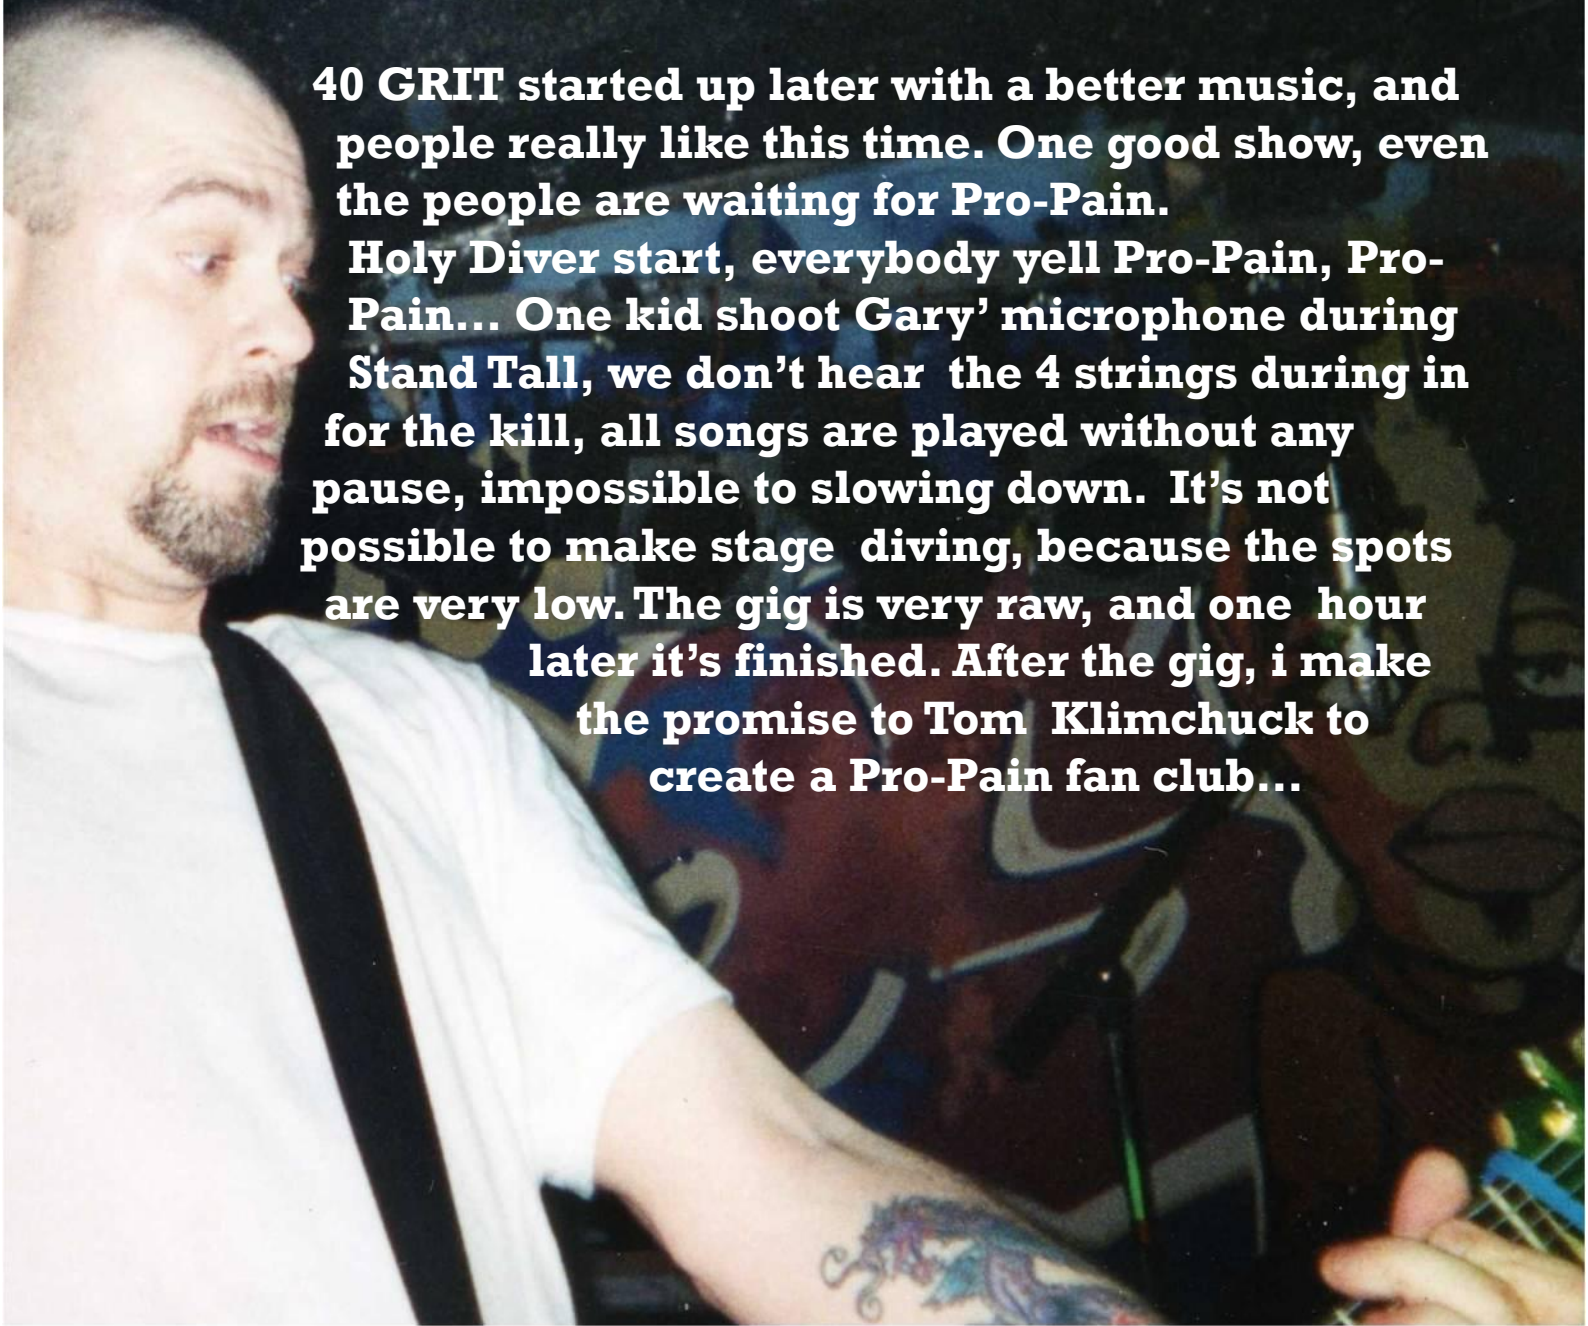 40 GRIT started up later with a better music, and
people really like this time. One good show, even
the people are waiting for Pro-Pain.
Holy Diver start, everybody yell Pro-Pain, Pro-
Pain... One kid shoot Gary’ microphone during
Stand Tall, we don’t hear the 4 strings during in
for the kill, all songs are played without any
pause, impossible to slowing down. It’s not
possible to make stage diving, because the spots
are very low. The gig is very raw, and one hour
later it’s finished. After the gig, i make
the promise to Tom Klimchuck to
create a Pro-Pain fan club...